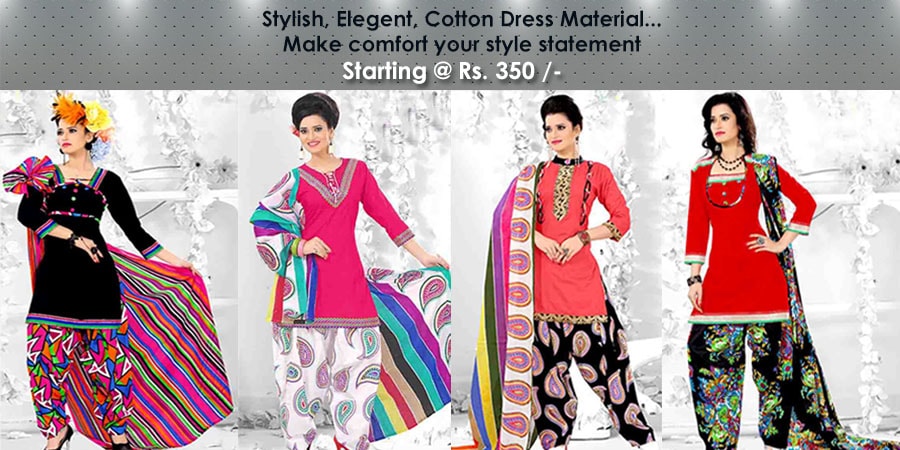 Stylish, Elegent, Cotton Dress Material...
Make comfort your style statement
Starting @ Rs. 350 /-